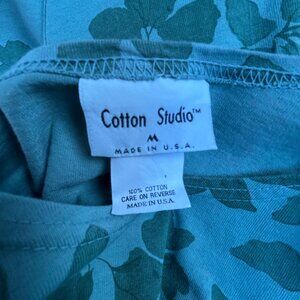 Cotton Studio™
M
MADE IN U.S.A.
100% COTTON
CARE ON REVERSE
MADE IN U.S.A.